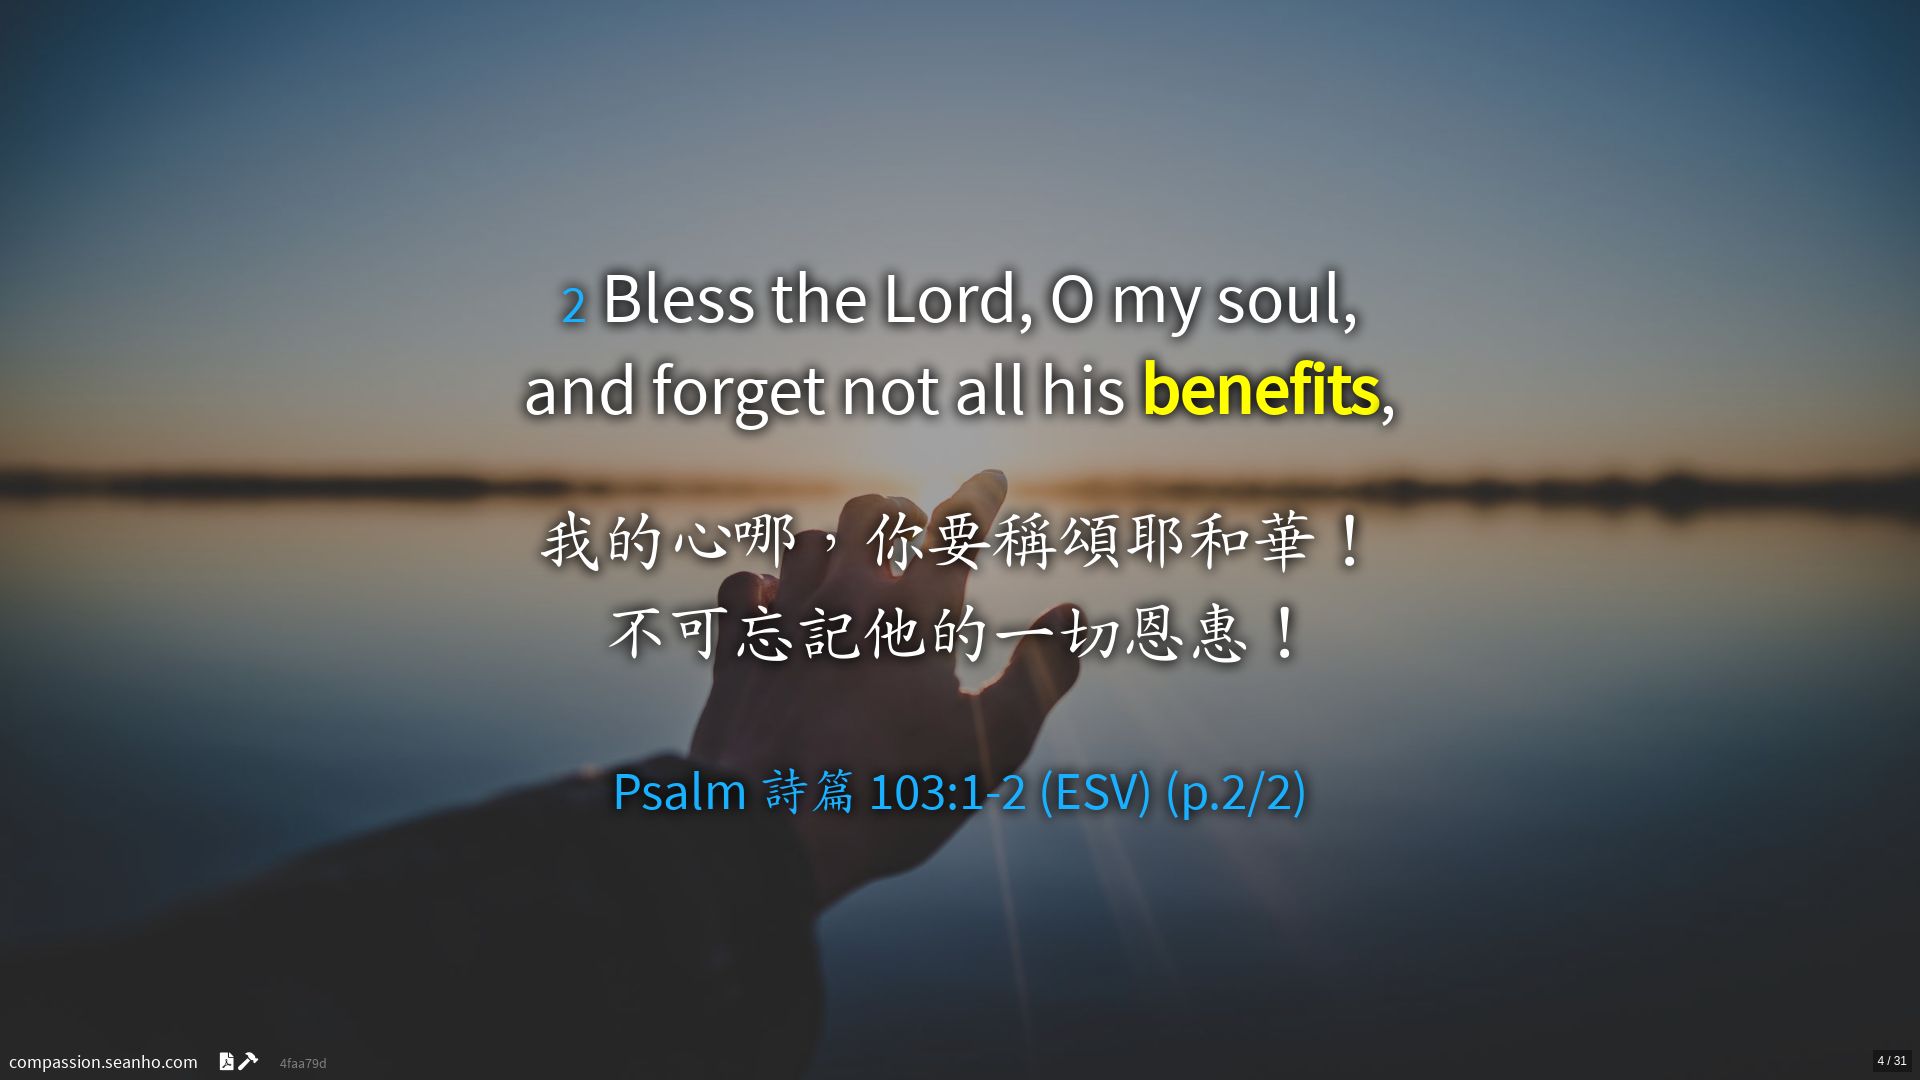 2 Bless the Lord, O my soul,
and forget not all his benefits,
我的心哪，你要稱頌耶和華！
不可忘記他的一切恩惠！
Psalm 詩篇 103:1-2 (ESV) (p.2/2)
compassion.seanho.com 4faa79d
4 / 31